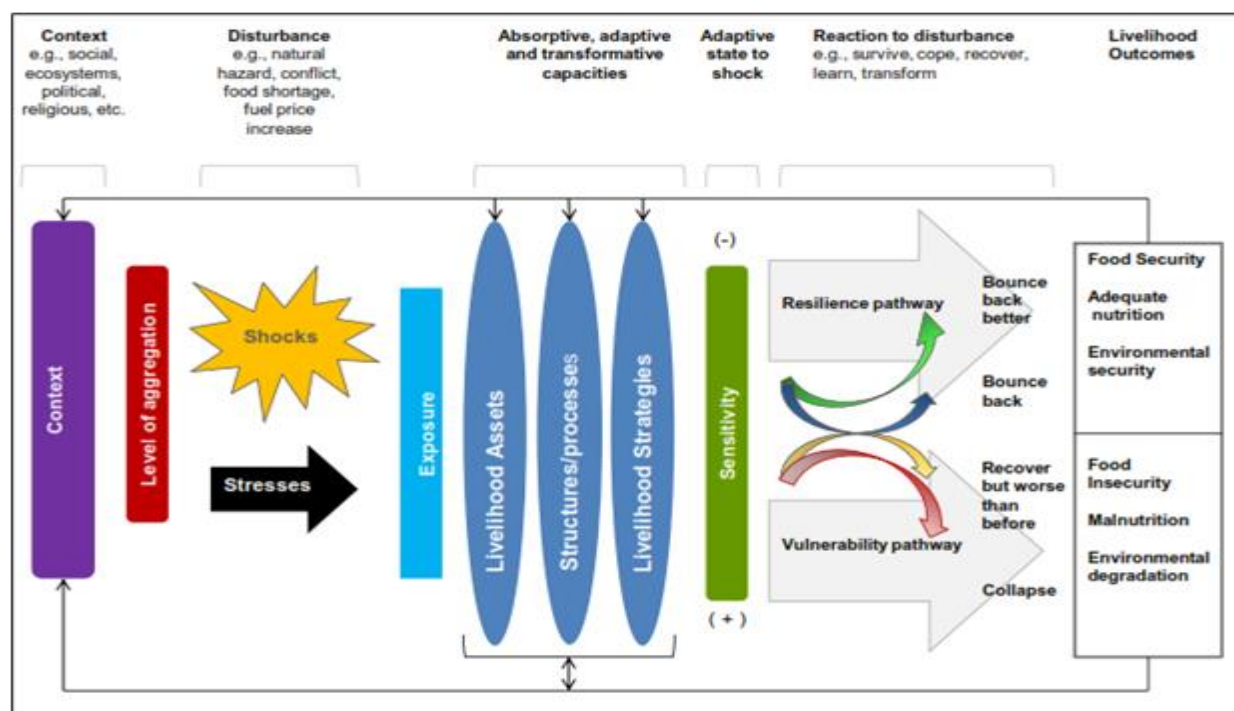 Context
e.g., social,
ecosystems,
political,
religious, etc.
Disturbance
e.g., natural
hazard, conflict,
food shortage,
fuel price
increase
Absorptive, adaptive
and transformative
capacities
Adaptive
state to
shock
Reaction to disturbance
e.g., survive, cope, recover,
learn, transform
Livelihood
Outcomes
Context
Level of aggregation
Shocks
Stresses
Exposure
Livelihood Assets
Structures/processes
Livelihood Strategies
(-)
Sensitivity
(+)
Resilience pathway
Bounce
back
better
Bounce
back
Recover
but worse
than
before
Vulnerability pathway
Collapse
Food Security
Adequate
nutrition
Environmental
security
Food
Insecurity
Malnutrition
Environmental
degradation